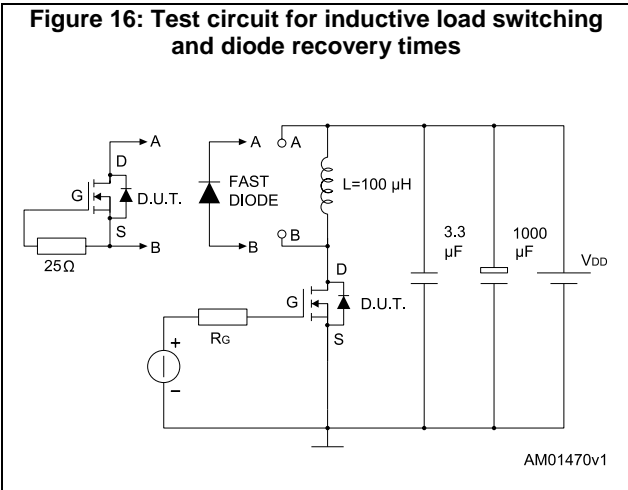 Figure 16: Test circuit for inductive load switching
and diode recovery times
A
D
G
D.U.T.
S
B
25Ω
A
FAST
DIODE
B
A
L=100 µH
B
D
G
D.U.T.
S
RG
+
−
3.3
µF
1000
µF
VDD
AM01470v1